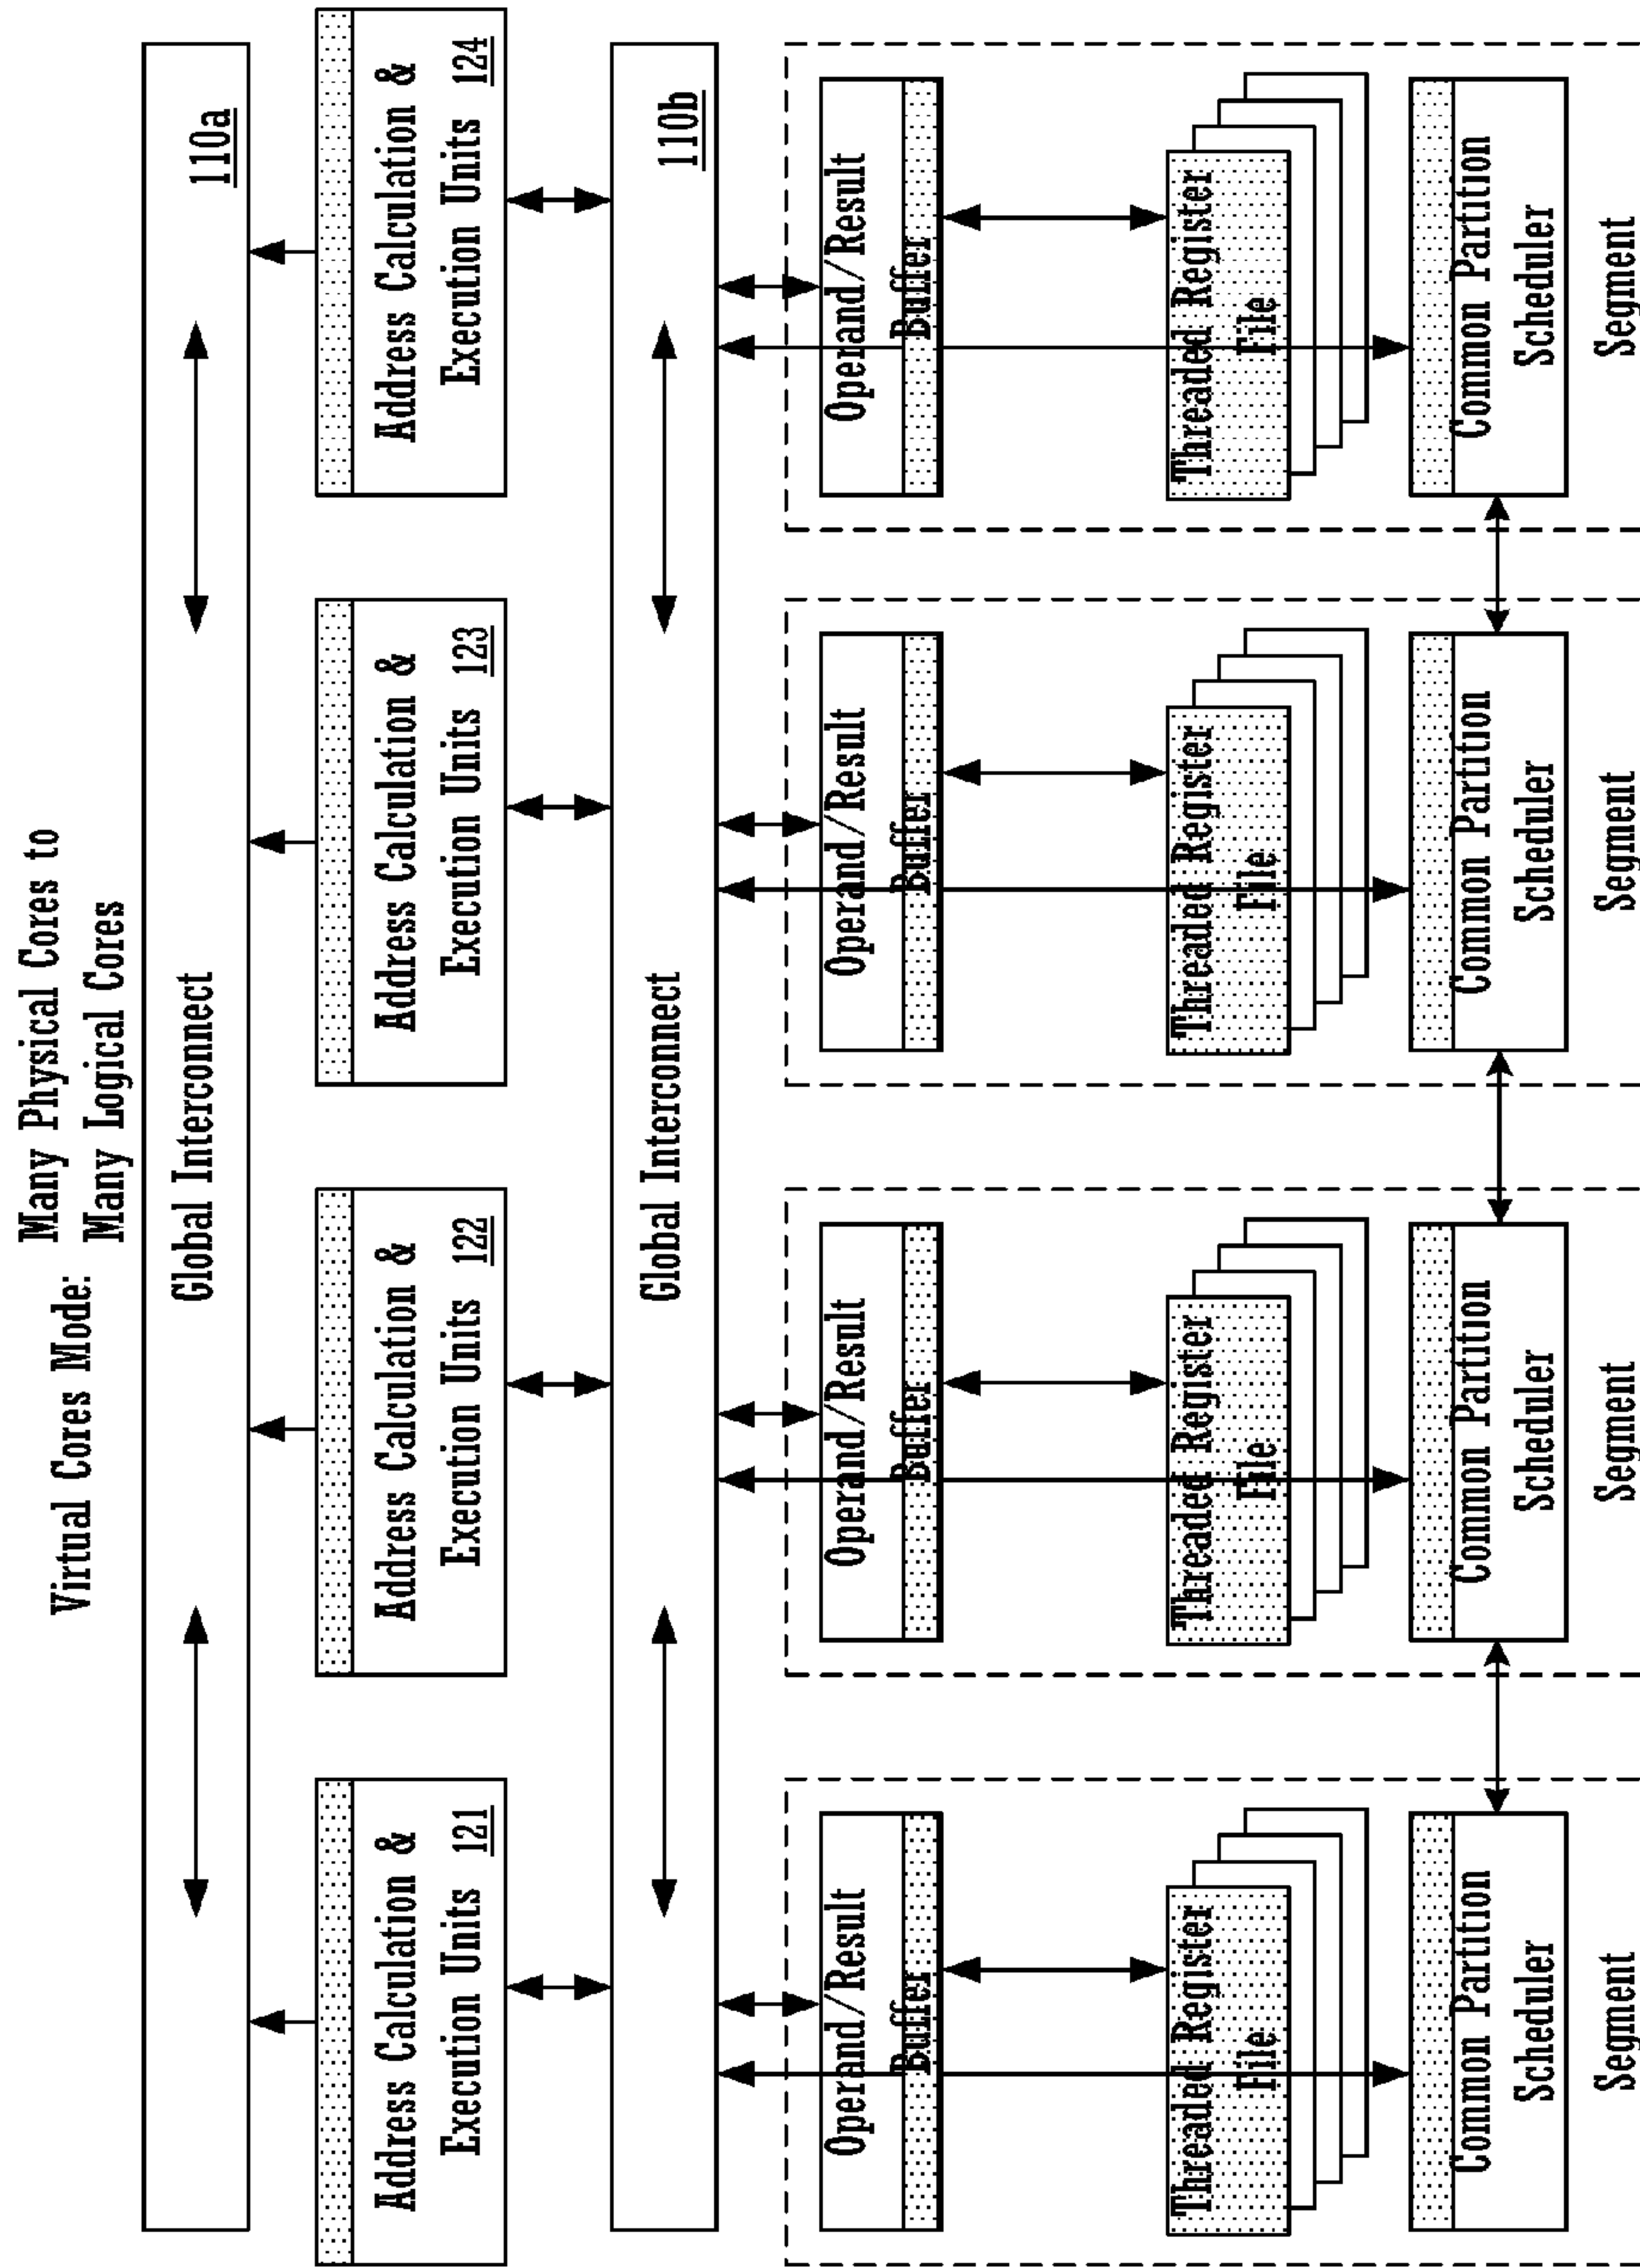 Many Physical Cores to
Virtual Cores Mode: Many Logical Cores
Global Interconnect 110a
Address Calculation &
Execution Units 121
Address Calculation &
Execution Units 122
Address Calculation &
Execution Units 123
Address Calculation &
Execution Units 124
Global Interconnect 110b
Operand/Result
Buffer
Operand/Result
Buffer
Operand/Result
Buffer
Operand/Result
Buffer
Threaded Register
File
Threaded Register
File
Threaded Register
File
Threaded Register
File
Common Partition
Scheduler
Common Partition
Scheduler
Common Partition
Scheduler
Common Partition
Scheduler
Segment
Segment
Segment
Segment